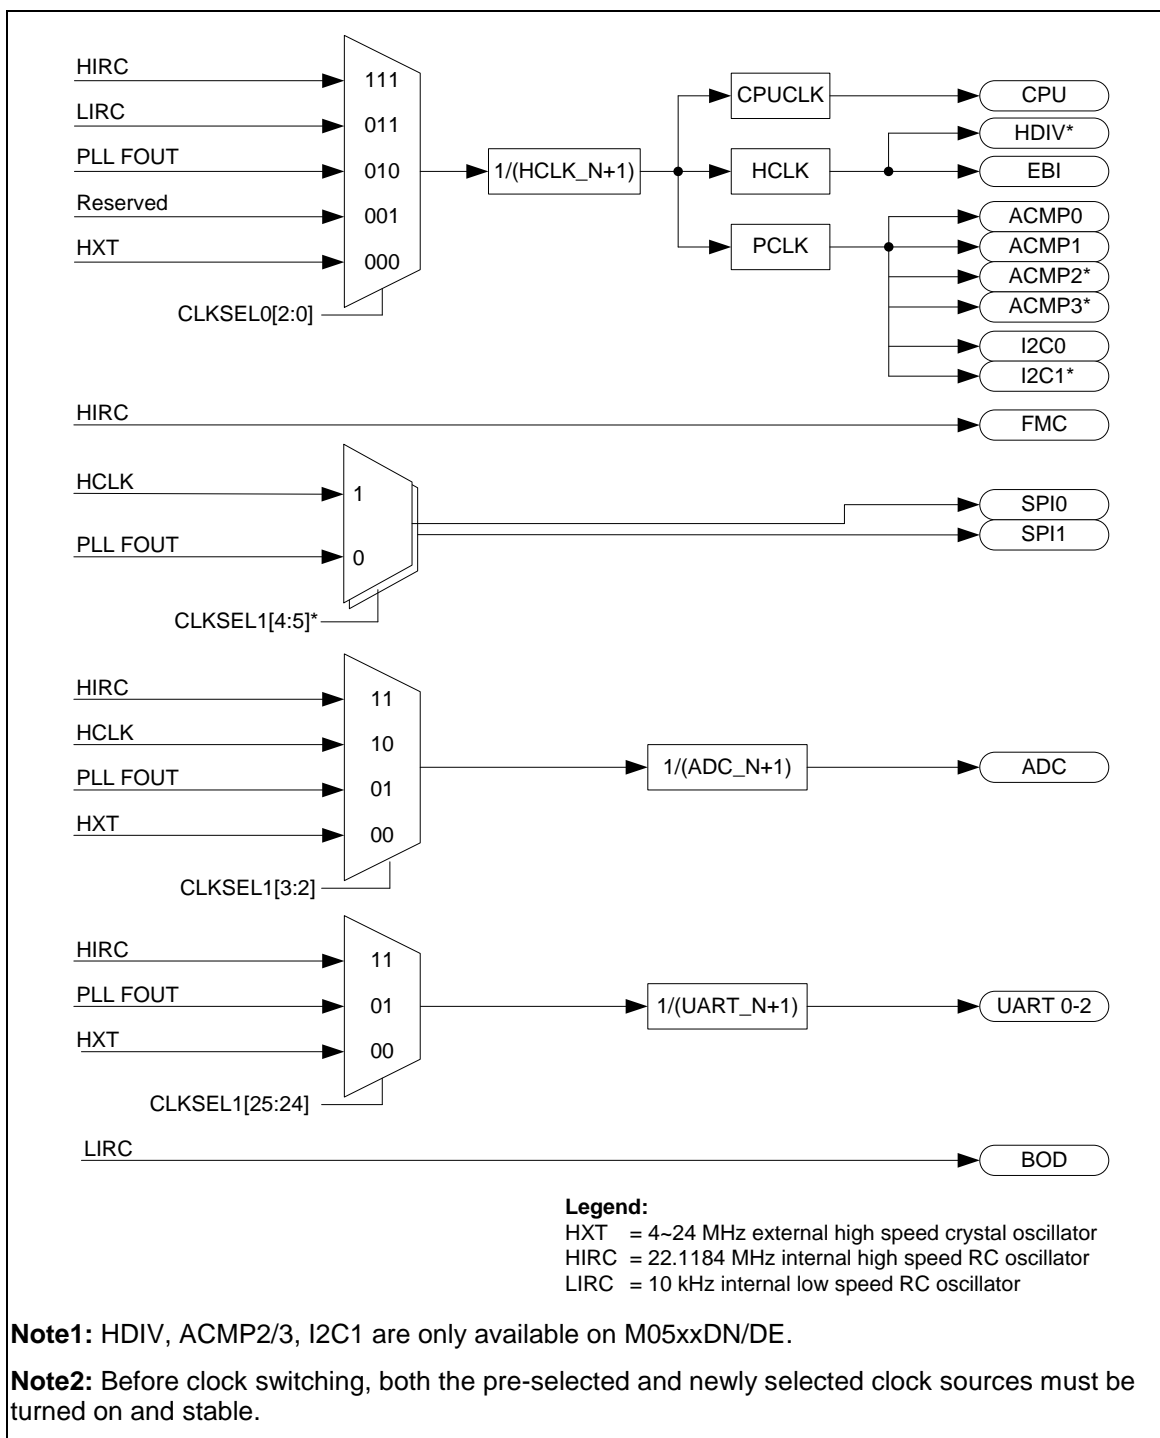 HIRC
LIRC
PLL FOUT
Reserved
HXT
111
011
010
001
000
CLKSEL0[2:0]
1/(HCLK_N+1)
CPUCLK
HCLK
PCLK
CPU
HDIV*
EBI
ACMP0
ACMP1
ACMP2*
ACMP3*
I2C0
I2C1*
HIRC
FMC
HCLK
PLL FOUT
1
0
CLKSEL1[4:5]*
SPI0
SPI1
HIRC
HCLK
PLL FOUT
HXT
11
10
01
00
CLKSEL1[3:2]
1/(ADC_N+1)
ADC
HIRC
PLL FOUT
HXT
11
01
00
CLKSEL1[25:24]
1/(UART_N+1)
UART 0-2
LIRC
BOD
Legend:
HXT = 4~24 MHz external high speed crystal oscillator
HIRC = 22.1184 MHz internal high speed RC oscillator
LIRC = 10 kHz internal low speed RC oscillator
Note1: HDIV, ACMP2/3, I2C1 are only available on M05xxDN/DE.
Note2: Before clock switching, both the pre-selected and newly selected clock sources must be
turned on and stable.